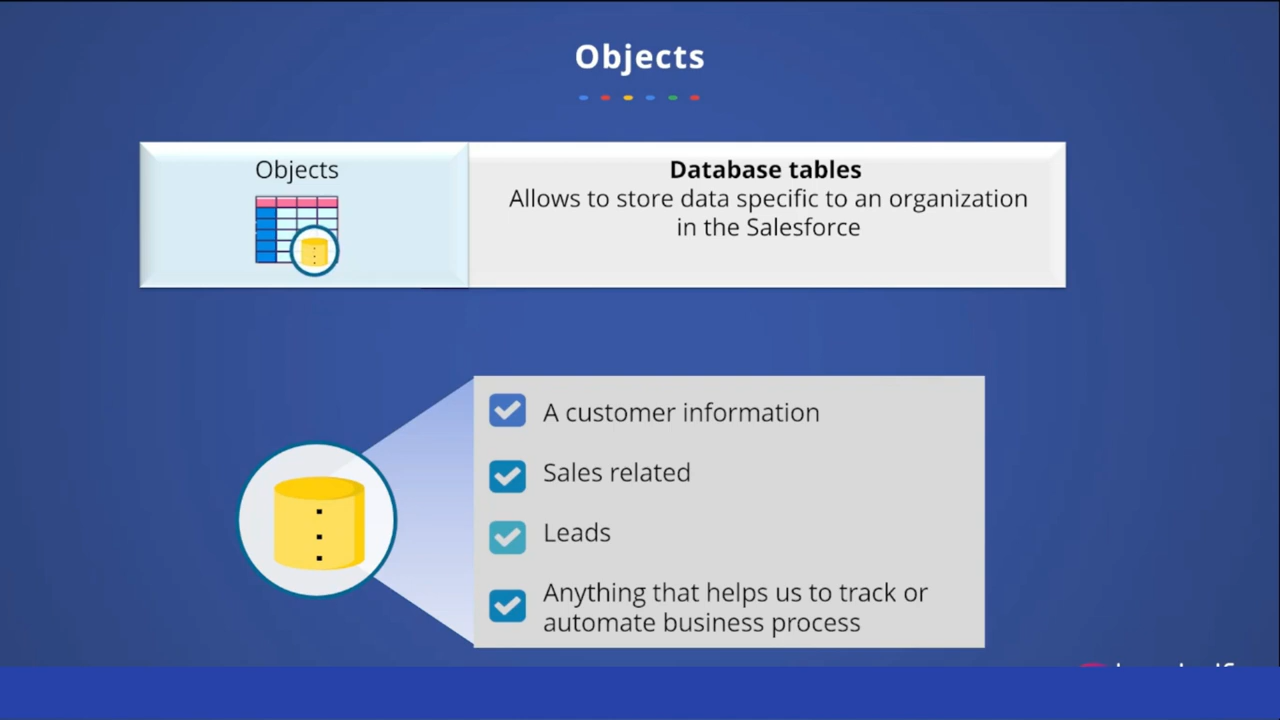 Objects
Objects
Database tables
Allows to store data specific to an organization
in the Salesforce
A customer information
Sales related
Leads
Anything that helps us to track or
automate business process